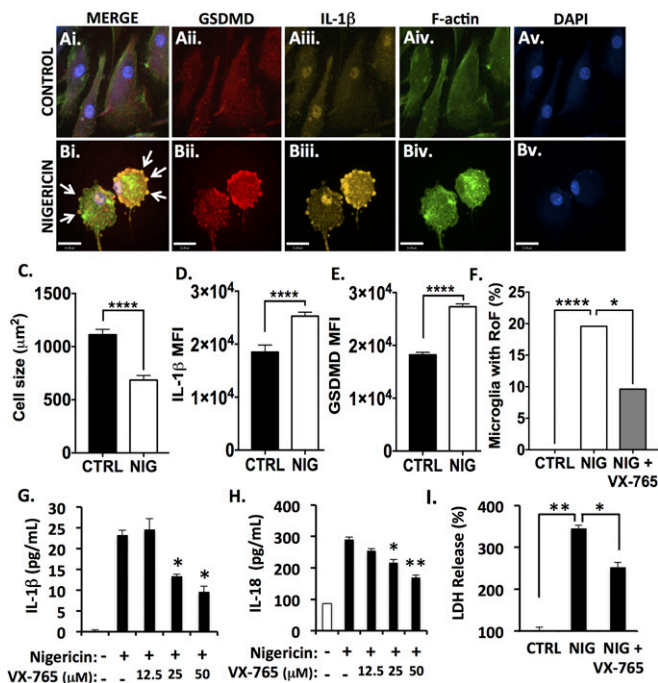 MERGE GSDMD IL-1β F-actin DAPI
CONTROL
Ai. Aii. Aiii. Aiv. Av.
NIGERICIN
Bi. Bii. Biii. Biv. Bv.
C.
Cell size (μm²)
1500
1000
500
0
****
CTRL NIG
D.
IL-1β MFI
3×10⁴
2×10⁴
1×10⁴
0
****
CTRL NIG
E.
GSDMD MFI
3×10⁴
2×10⁴
1×10⁴
0
****
CTRL NIG
F.
Microglia with RoF (%)
25
20
15
10
5
0
**** *
CTRL NIG NIG +
VX-765
G.
IL-1β (pg/mL)
30
25
20
15
10
5
0
* *
Nigericin: - + + + +
VX-765 (μM) - - 12.5 25 50
H.
IL-18 (pg/mL)
400
300
200
100
0
* **
Nigericin: - + + + +
VX-765 (μM) - - 12.5 25 50
I.
LDH Release (%)
400
300
200
100
** *
CTRL NIG NIG +
VX-765